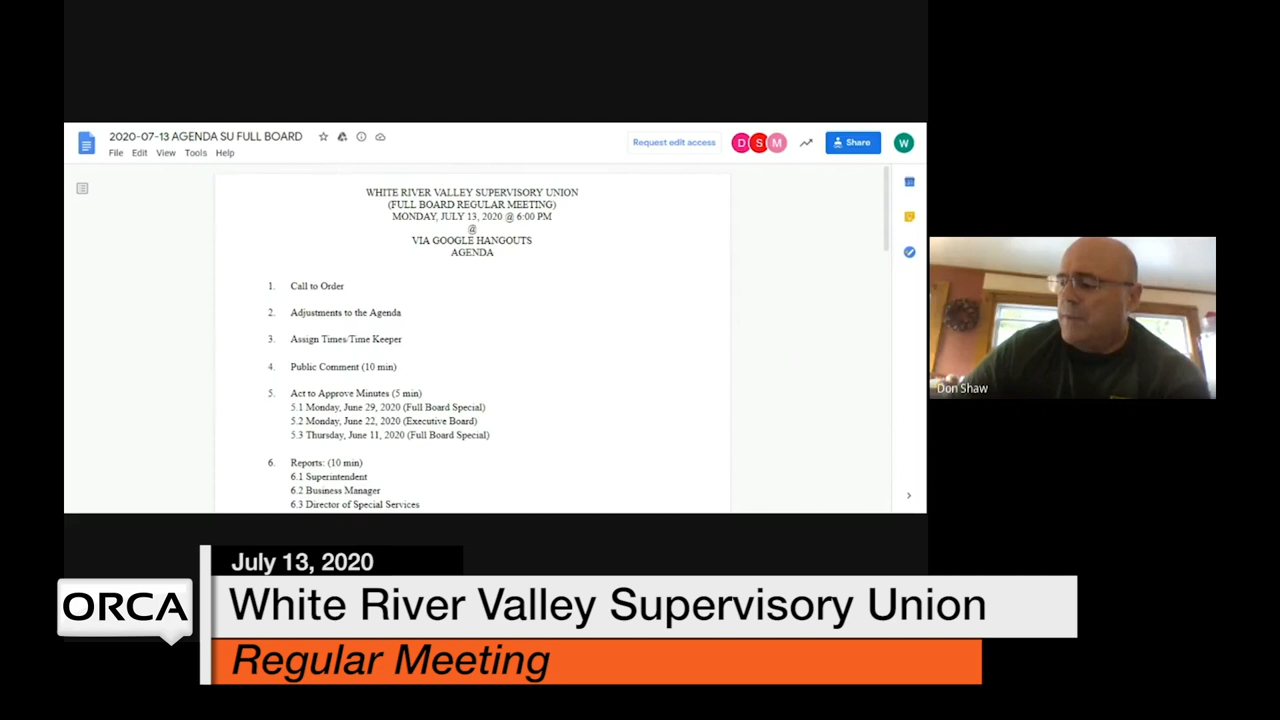 2020-07-13 AGENDA SU FULL BOARD
File Edit View Tools Help
Request edit access
D S M
Share
W
WHITE RIVER VALLEY SUPERVISORY UNION
(FULL BOARD REGULAR MEETING)
MONDAY, JULY 13, 2020 @ 6:00 PM
@
VIA GOOGLE HANGOUTS
AGENDA
1. Call to Order
2. Adjustments to the Agenda
3. Assign Times/Time Keeper
4. Public Comment (10 min)
5. Act to Approve Minutes (5 min)
5.1 Monday, June 29, 2020 (Full Board Special)
5.2 Monday, June 22, 2020 (Executive Board)
5.3 Thursday, June 11, 2020 (Full Board Special)
6. Reports: (10 min)
6.1 Superintendent
6.2 Business Manager
6.3 Director of Special Services
Don Shaw
July 13, 2020
ORCA
White River Valley Supervisory Union
Regular Meeting